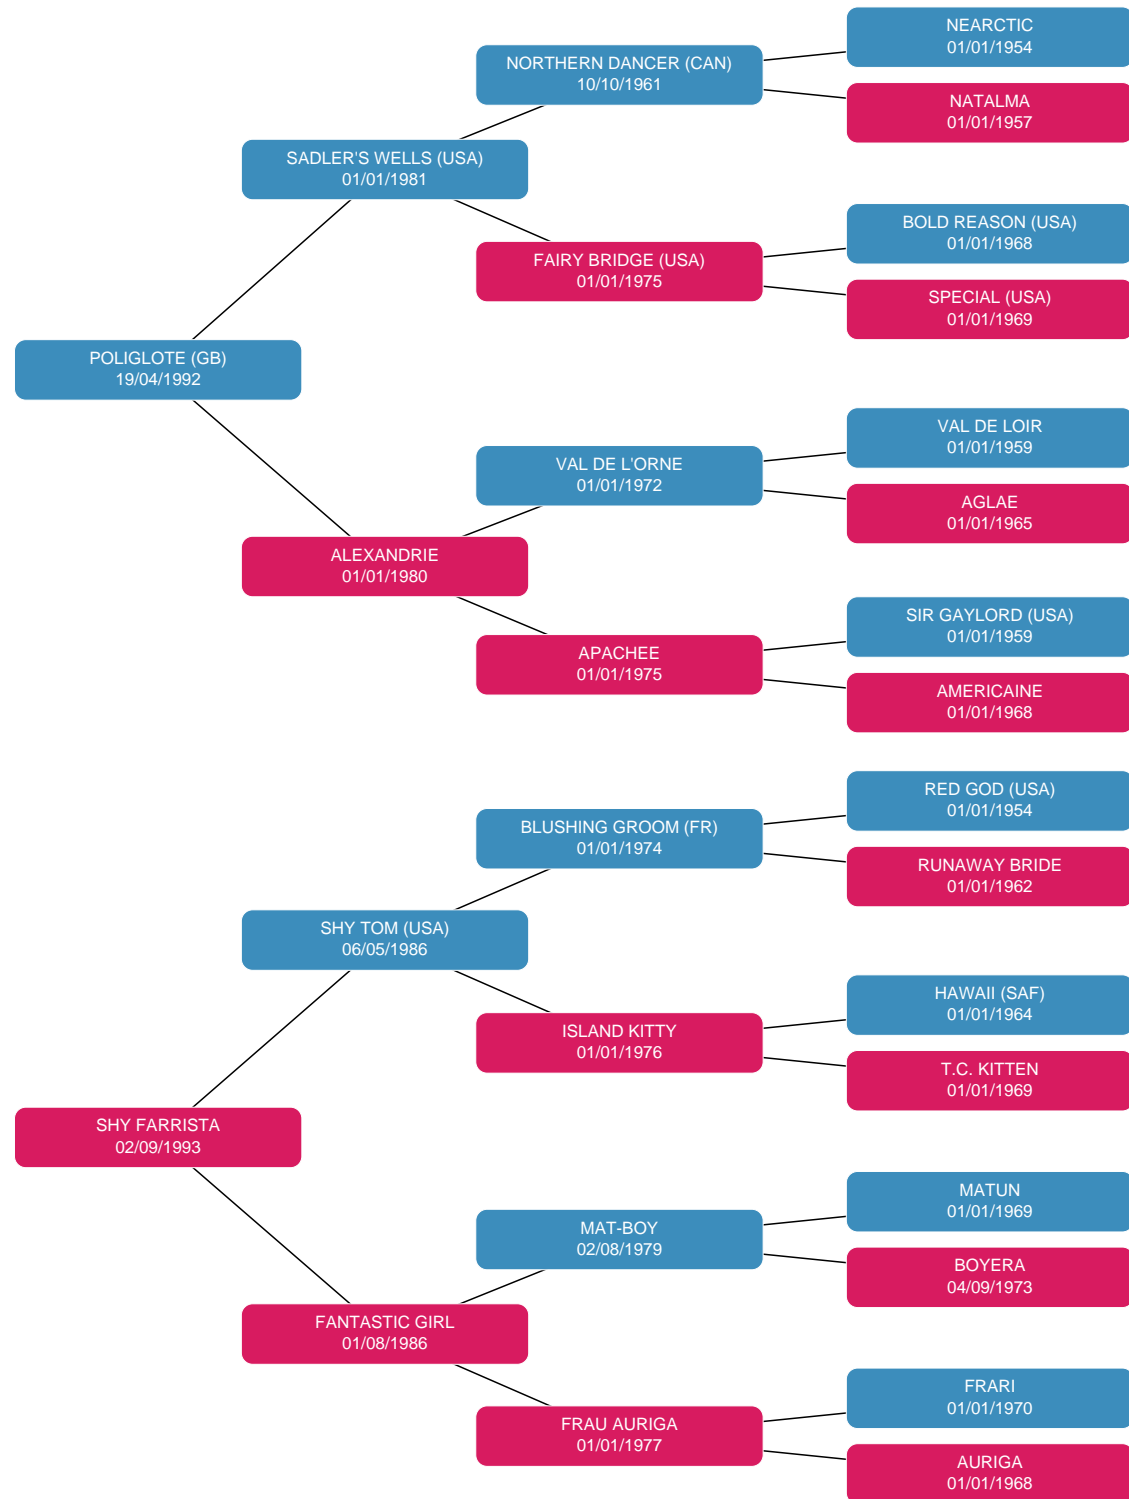 NEARCTIC
01/01/1954
NORTHERN DANCER (CAN)
10/10/1961
NATALMA
01/01/1957
SADLER'S WELLS (USA)
01/01/1981
BOLD REASON (USA)
01/01/1968
FAIRY BRIDGE (USA)
01/01/1975
SPECIAL (USA)
01/01/1969
POLIGLOTE (GB)
19/04/1992
VAL DE LOIR
01/01/1959
VAL DE L'ORNE
01/01/1972
AGLAE
01/01/1965
ALEXANDRIE
01/01/1980
SIR GAYLORD (USA)
01/01/1959
APACHEE
01/01/1975
AMERICAINE
01/01/1968
RED GOD (USA)
01/01/1954
BLUSHING GROOM (FR)
01/01/1974
RUNAWAY BRIDE
01/01/1962
SHY TOM (USA)
06/05/1986
HAWAII (SAF)
01/01/1964
ISLAND KITTY
01/01/1976
T.C. KITTEN
01/01/1969
SHY FARRISTA
02/09/1993
MATUN
01/01/1969
MAT-BOY
02/08/1979
BOYERA
04/09/1973
FANTASTIC GIRL
01/08/1986
FRARI
01/01/1970
FRAU AURIGA
01/01/1977
AURIGA
01/01/1968